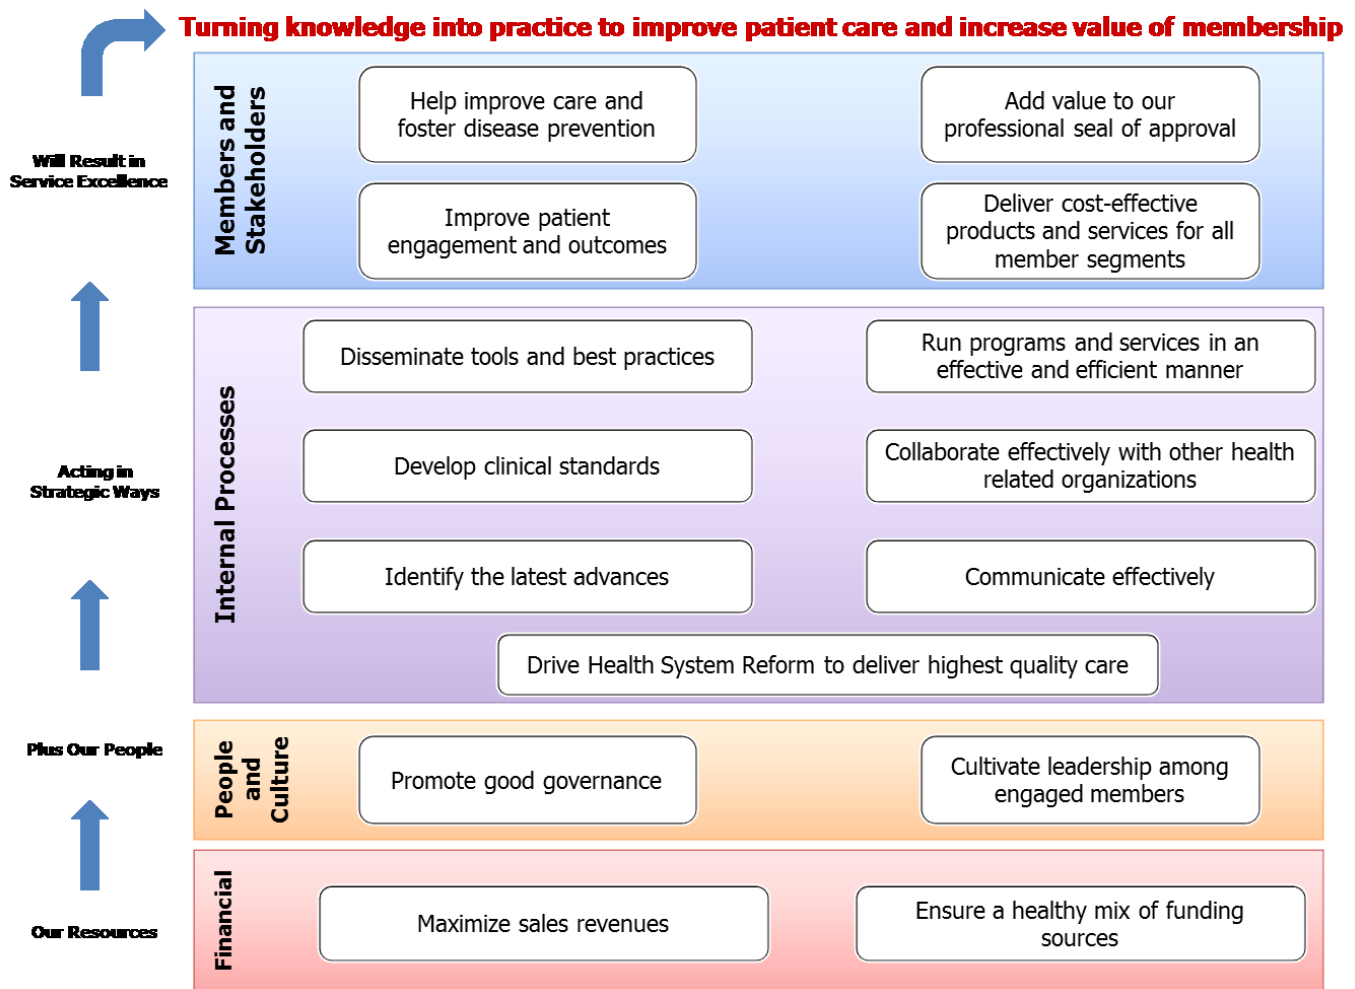 Turning knowledge into practice to improve patient care and increase value of membership
Will Result in
Service Excellence
Members and
Stakeholders
Help improve care and
foster disease prevention
Add value to our
professional seal of approval
Improve patient
engagement and outcomes
Deliver cost-effective
products and services for all
member segments
Acting in
Strategic Ways
Internal Processes
Disseminate tools and best practices
Run programs and services in an
effective and efficient manner
Develop clinical standards
Collaborate effectively with other health
related organizations
Identify the latest advances
Communicate effectively
Drive Health System Reform to deliver highest quality care
Plus Our People
People
and
Culture
Promote good governance
Cultivate leadership among
engaged members
Our Resources
Financial
Maximize sales revenues
Ensure a healthy mix of funding
sources